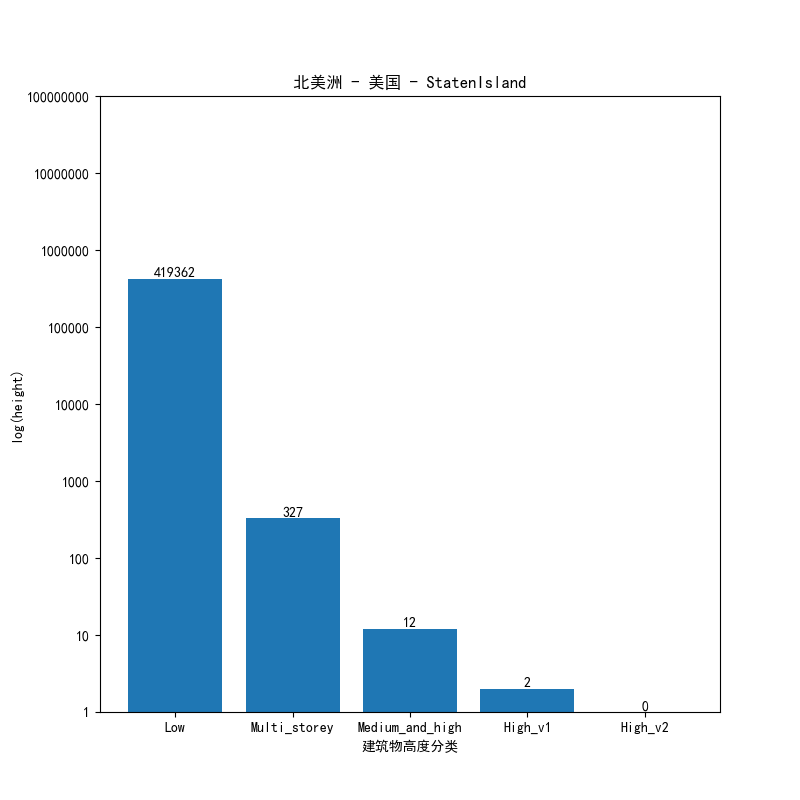 北美洲 - 美国 - StatenIsland
100000000
10000000
1000000
100000
10000
1000
100
10
1
log(height)
419362
327
12
2
0
Low
Multi_storey
Medium_and_high
High_v1
High_v2
建筑物高度分类